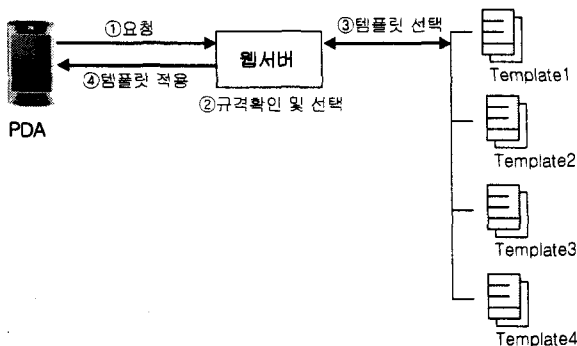 ①요청
③템플릿 선택
웹서버
④템플랏 적용
②규격확인 및 선택
PDA
Template1
Template2
Template3
Template4